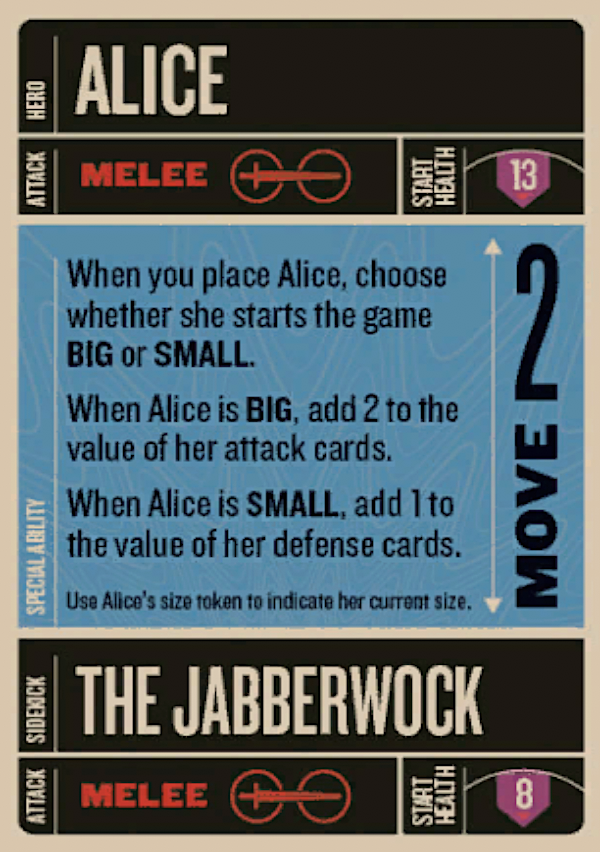 HERO
ALICE
ATTACK
MELEE
START
HEALTH
13
SPECIAL ABILITY
When you place Alice, choose
whether she starts the game
BIG or SMALL.
When Alice is BIG, add 2 to the
value of her attack cards.
When Alice is SMALL, add 1 to
the value of her defense cards.
Use Alice's size token to indicate her current size.
MOVE 2
SIDEKICK
THE JABBERWOCK
ATTACK
MELEE
START
HEALTH
8